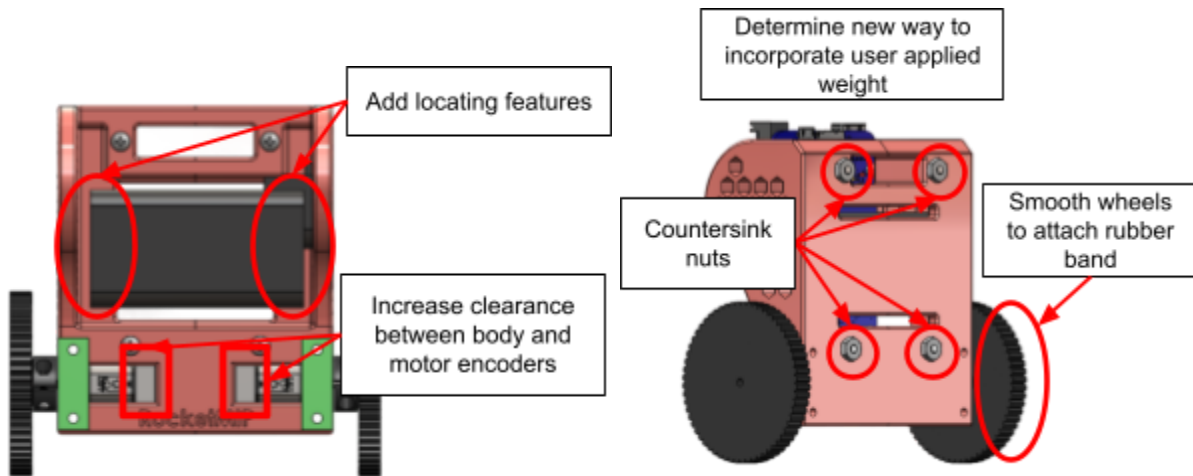 Add locating features
Increase clearance
between body and
motor encoders
Determine new way to
incorporate user applied
weight
Countersink
nuts
Smooth wheels
to attach rubber
band